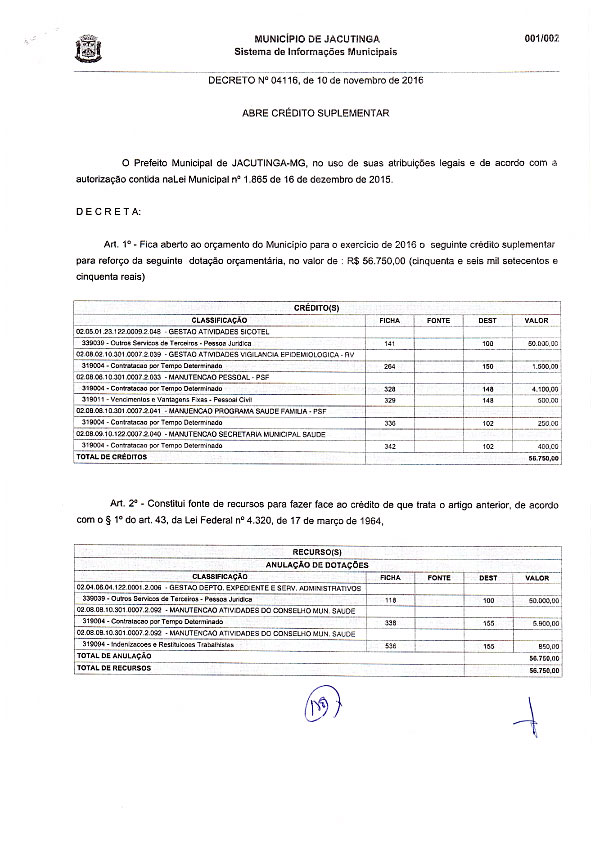 MUNICÍPIO DE JACUTINGA
001/002
Sistema de Informações Municipais
DECRETO Nº 04116, de 10 de novembro de 2016
ABRE CRÉDITO SUPLEMENTAR
O Prefeito Municipal de JACUTINGA-MG, no uso de suas atribuições legais e de acordo com a
autorização contida naLei Municipal nº 1.865 de 16 de dezembro de 2015.
D E C R E T A:
Art. 1º - Fica aberto ao orçamento do Município para o exercício de 2016 o seguinte crédito suplementar
para reforço da seguinte dotação orçamentária, no valor de : R$ 56.750,00 (cinquenta e seis mil setecentos e
cinquenta reais)
CRÉDITO(S)
CLASSIFICAÇÃO FICHA FONTE DEST VALOR
02.05.01.23.122.0009.2.048 - GESTAO ATIVIDADES SICOTEL
339039 - Outros Servicos de Terceiros - Pessoa Juridica 141 100 50.000,00
02.08.02.10.301.0007.2.039 - GESTAO ATIVIDADES VIGILANCIA EPIDEMIOLOGICA - RV
319004 - Contratacao por Tempo Determinado 264 150 1.500,00
02.08.08.10.301.0007.2.033 - MANUTENCAO PESSOAL - PSF
319004 - Contratacao por Tempo Determinado 328 148 4.100,00
319011 - Vencimentos e Vantagens Fixas - Pessoal Civil 329 148 500,00
02.08.08.10.301.0007.2.041 - MANUENCAO PROGRAMA SAUDE FAMILIA - PSF
319004 - Contratacao por Tempo Determinado 336 102 250,00
02.08.09.10.122.0007.2.040 - MANUTENCAO SECRETARIA MUNICIPAL SAUDE
319004 - Contratacao por Tempo Determinado 342 102 400,00
TOTAL DE CRÉDITOS 56.750,00
Art. 2º - Constitui fonte de recursos para fazer face ao crédito de que trata o artigo anterior, de acordo
com o § 1º do art. 43, da Lei Federal nº 4.320, de 17 de março de 1964,
RECURSO(S)
ANULAÇÃO DE DOTAÇÕES
CLASSIFICAÇÃO FICHA FONTE DEST VALOR
02.04.06.04.122.0001.2.006 - GESTAO DEPTO. EXPEDIENTE E SERV. ADMINISTRATIVOS
339039 - Outros Servicos de Terceiros - Pessoa Juridica 118 100 50.000,00
02.08.08.10.301.0007.2.092 - MANUTENCAO ATIVIDADES DO CONSELHO MUN. SAUDE
319004 - Contratacao por Tempo Determinado 338 155 5.900,00
02.08.08.10.301.0007.2.092 - MANUTENCAO ATIVIDADES DO CONSELHO MUN. SAUDE
319094 - Indenizacoes e Restituicoes Trabalhistas 536 155 850,00
TOTAL DE ANULAÇÃO 56.750,00
TOTAL DE RECURSOS 56.750,00